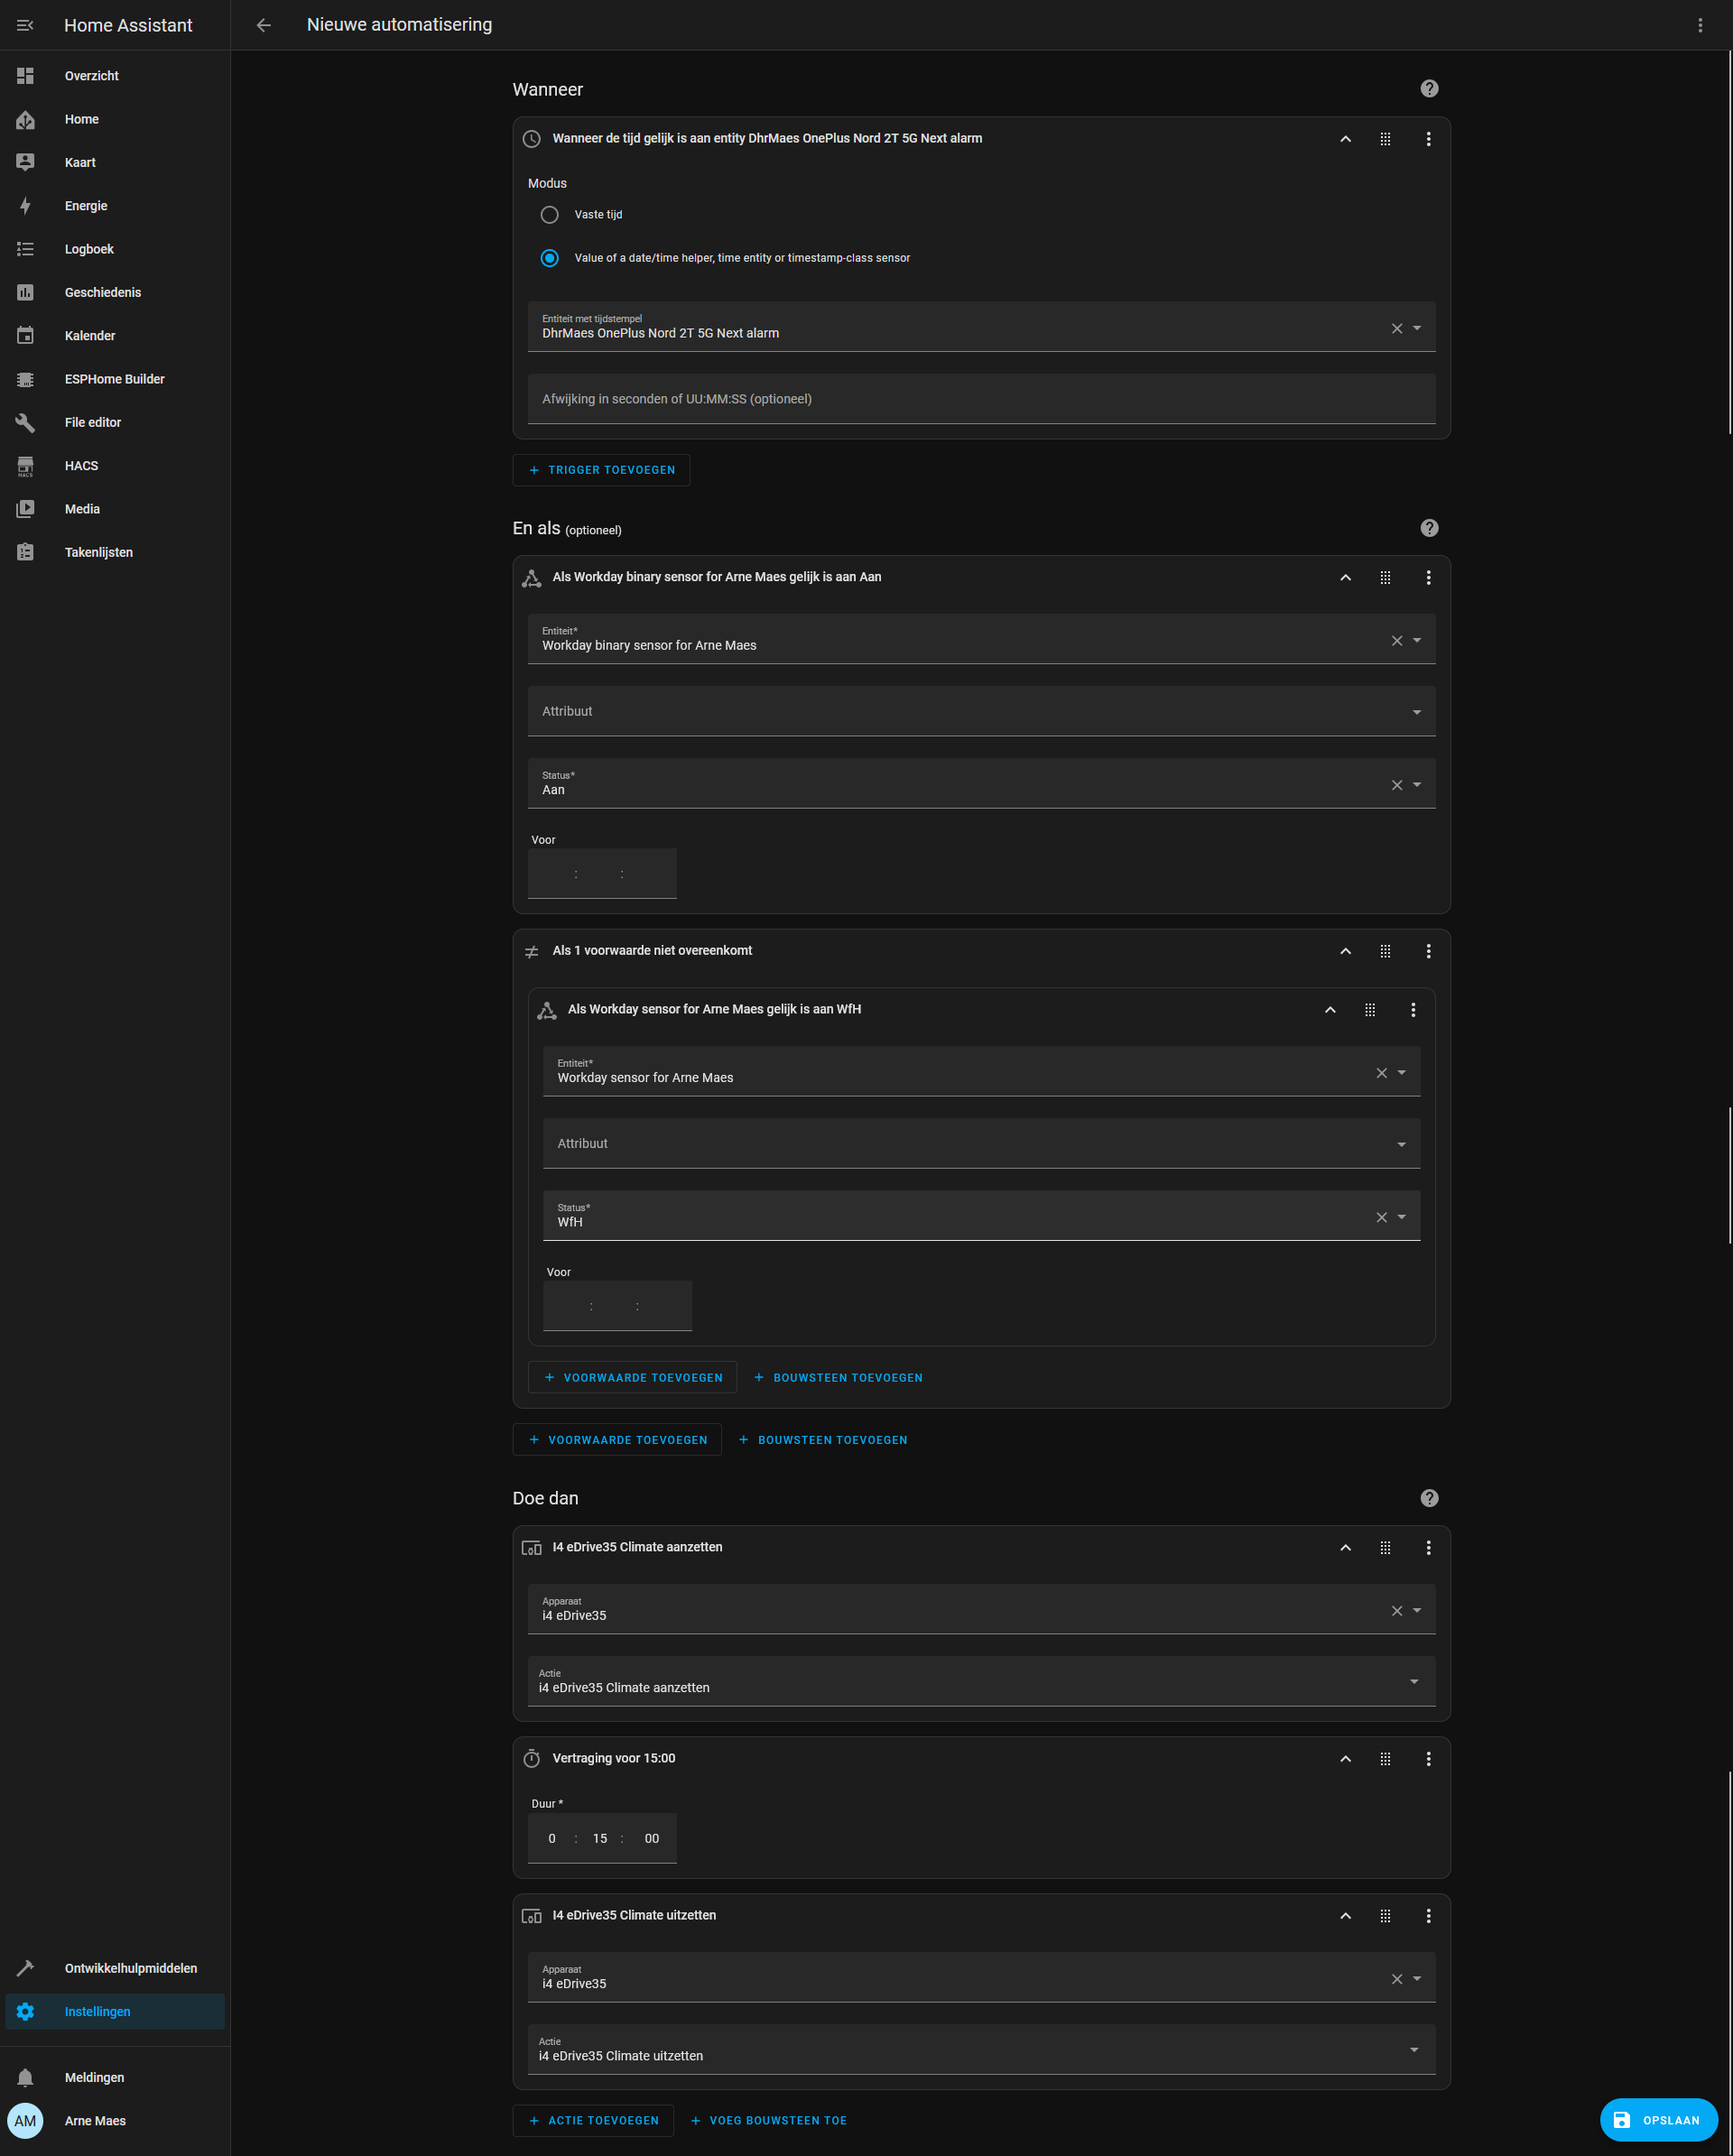 Home Assistant
Nieuwe automatisering
Overzicht
Home
Kaart
Energie
Logboek
Geschiedenis
Kalender
ESPHome Builder
File editor
HACS
HACS
Media
Takenlijsten
Ontwikkelhulpmiddelen
Instellingen
Meldingen
AM
Arne Maes
Wanneer
Wanneer de tijd gelijk is aan entity DhrMaes OnePlus Nord 2T 5G Next alarm
Modus
Vaste tijd
Value of a date/time helper, time entity or timestamp-class sensor
Entiteit met tijdstempel
DhrMaes OnePlus Nord 2T 5G Next alarm
Afwijking in seconden of UU:MM:SS (optioneel)
+ TRIGGER TOEVOEGEN
En als (optioneel)
Als Workday binary sensor for Arne Maes gelijk is aan Aan
Entiteit*
Workday binary sensor for Arne Maes
Attribuut
Status*
Aan
Voor
: :
Als 1 voorwaarde niet overeenkomt
Als Workday sensor for Arne Maes gelijk is aan WfH
Entiteit*
Workday sensor for Arne Maes
Attribuut
Status*
WfH
Voor
: :
+ VOORWAARDE TOEVOEGEN + BOUWSTEEN TOEVOEGEN
+ VOORWAARDE TOEVOEGEN + BOUWSTEEN TOEVOEGEN
Doe dan
I4 eDrive35 Climate aanzetten
Apparaat
i4 eDrive35
Actie
i4 eDrive35 Climate aanzetten
Vertraging voor 15:00
Duur *
0 : 15 : 00
I4 eDrive35 Climate uitzetten
Apparaat
i4 eDrive35
Actie
i4 eDrive35 Climate uitzetten
+ ACTIE TOEVOEGEN + VOEG BOUWSTEEN TOE
OPSLAAN